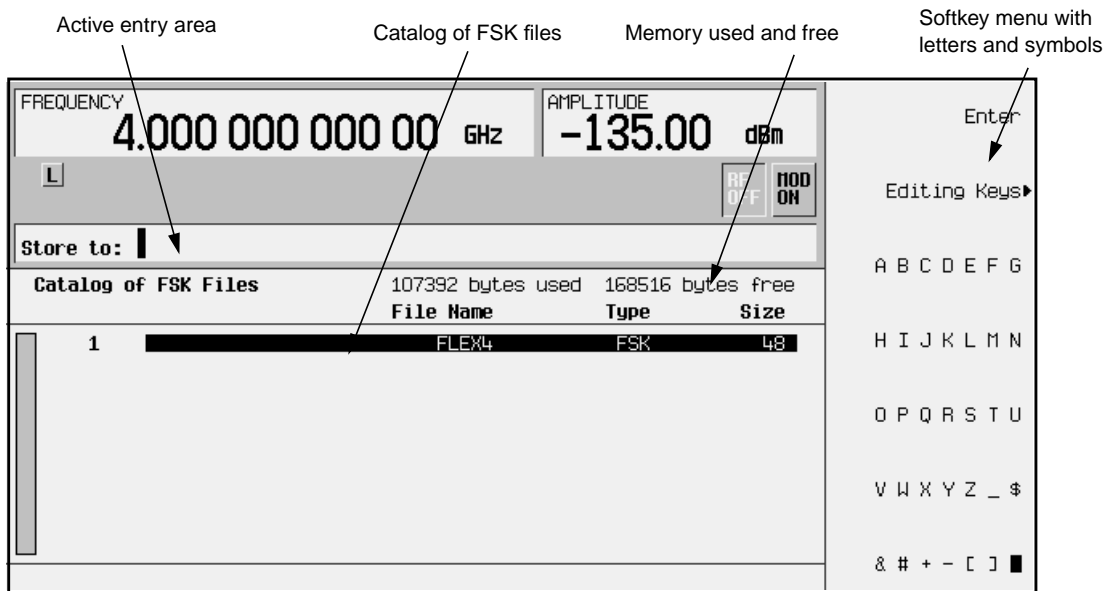 Active entry area
Catalog of FSK files
Memory used and free
Softkey menu with
letters and symbols
FREQUENCY
4.000 000 000 00 GHz
AMPLITUDE
-135.00 dBm
L
RF
OFF
MOD
ON
Store to:
Catalog of FSK Files 107392 bytes used 168516 bytes free
File Name Type Size
1 FLEX4 FSK 48
Enter
Editing Keys
A B C D E F G
H I J K L M N
O P Q R S T U
V W X Y Z _ $
& # + - [ ]